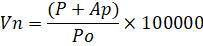 Vn = (P + Ap) / Po × 100000